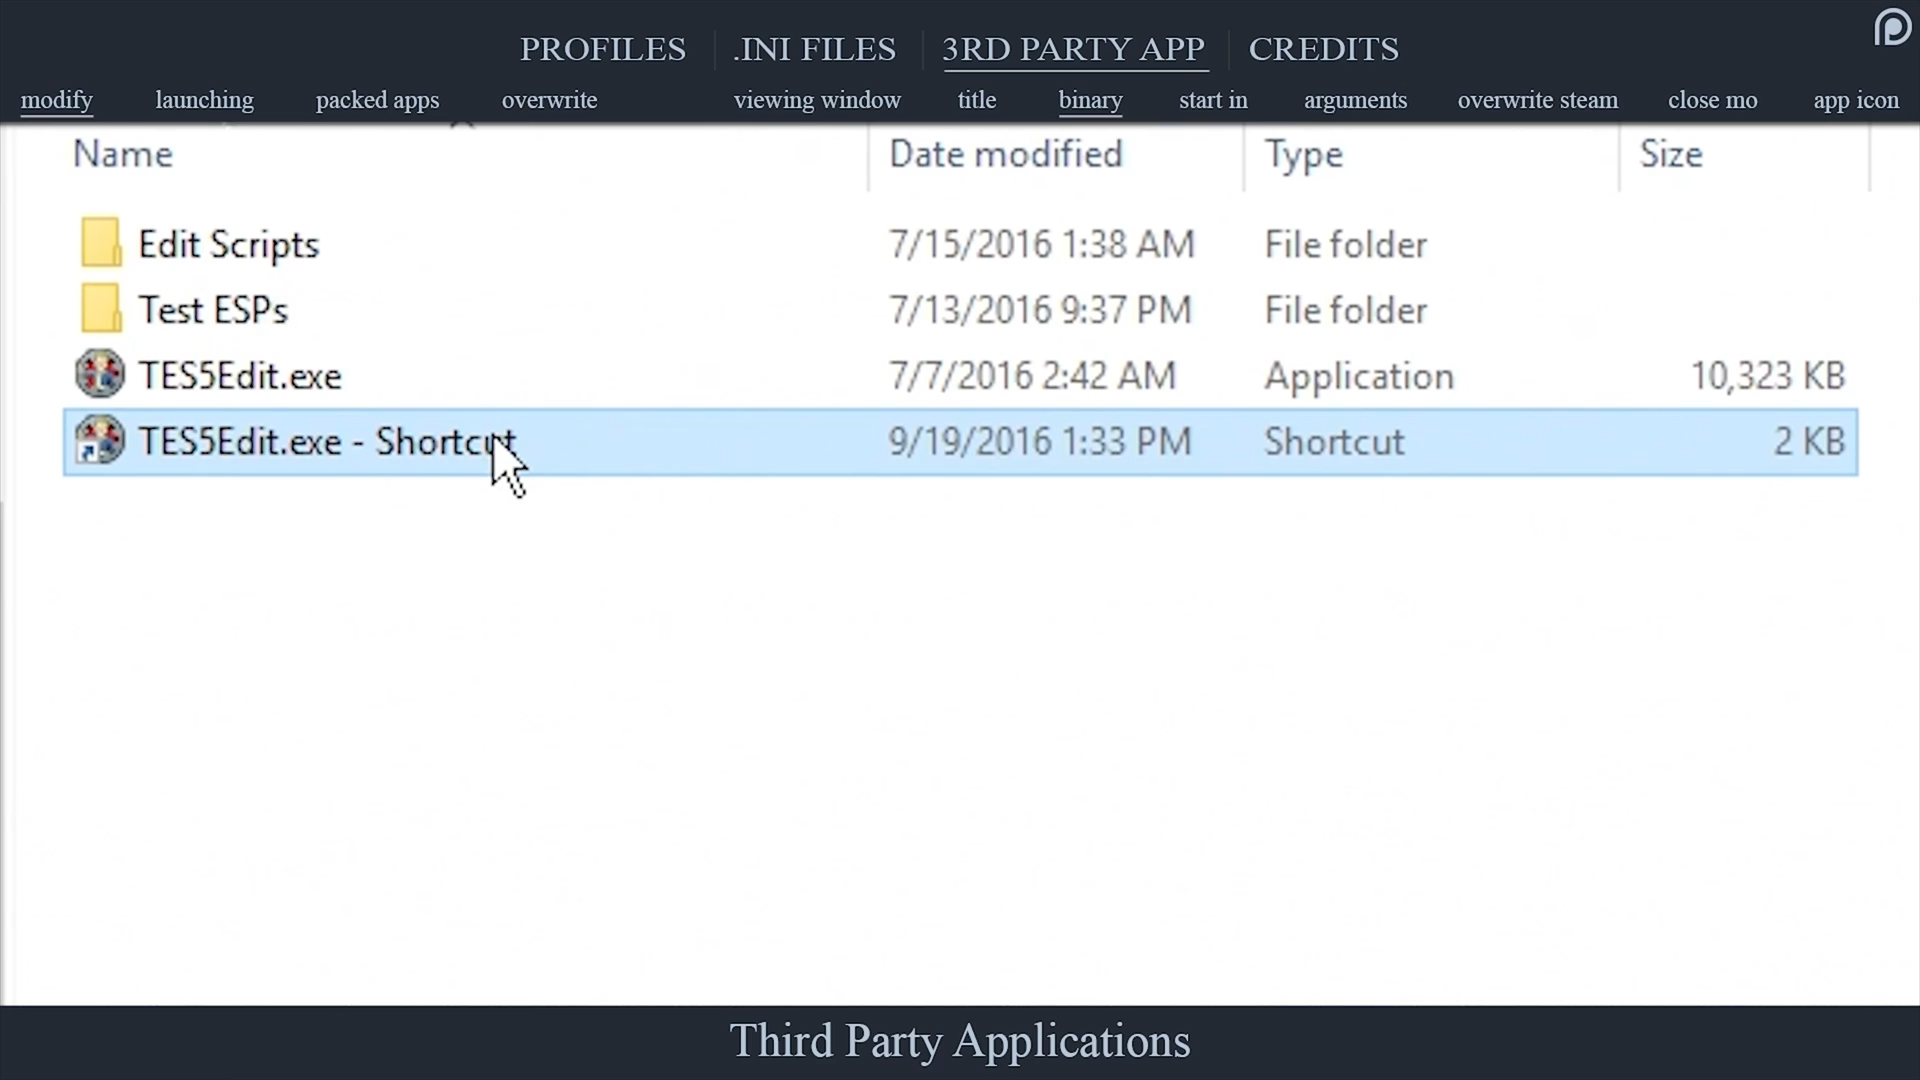 PROFILES .INI FILES 3RD PARTY APP CREDITS
modify launching packed apps overwrite viewing window title binary start in arguments overwrite steam close mo app icon
Name Date modified Type Size
Edit Scripts 7/15/2016 1:38 AM File folder
Test ESPs 7/13/2016 9:37 PM File folder
TES5Edit.exe 7/7/2016 2:42 AM Application 10,323 KB
TES5Edit.exe - Shortcut 9/19/2016 1:33 PM Shortcut 2 KB
Third Party Applications